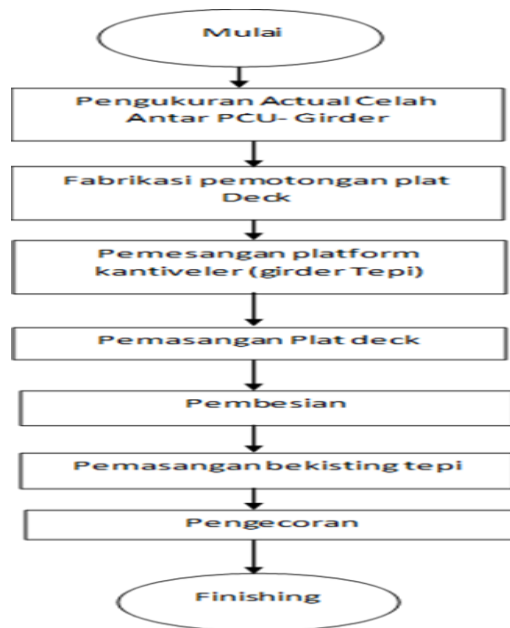 Mulai
Pengukuran Actual Celah
Antar PCU- Girder
Fabrikasi pemotongan plat
Deck
Pemesangan platform
kantiveler (girder Tepi)
Pemasangan Plat deck
Pembesian
Pemasangan bekisting tepi
Pengecoran
Finishing